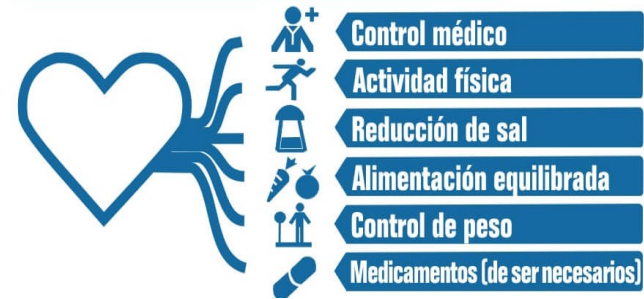 Control médico
Actividad física
Reducción de sal
Alimentación equilibrada
Control de peso
Medicamentos (de ser necesarios)